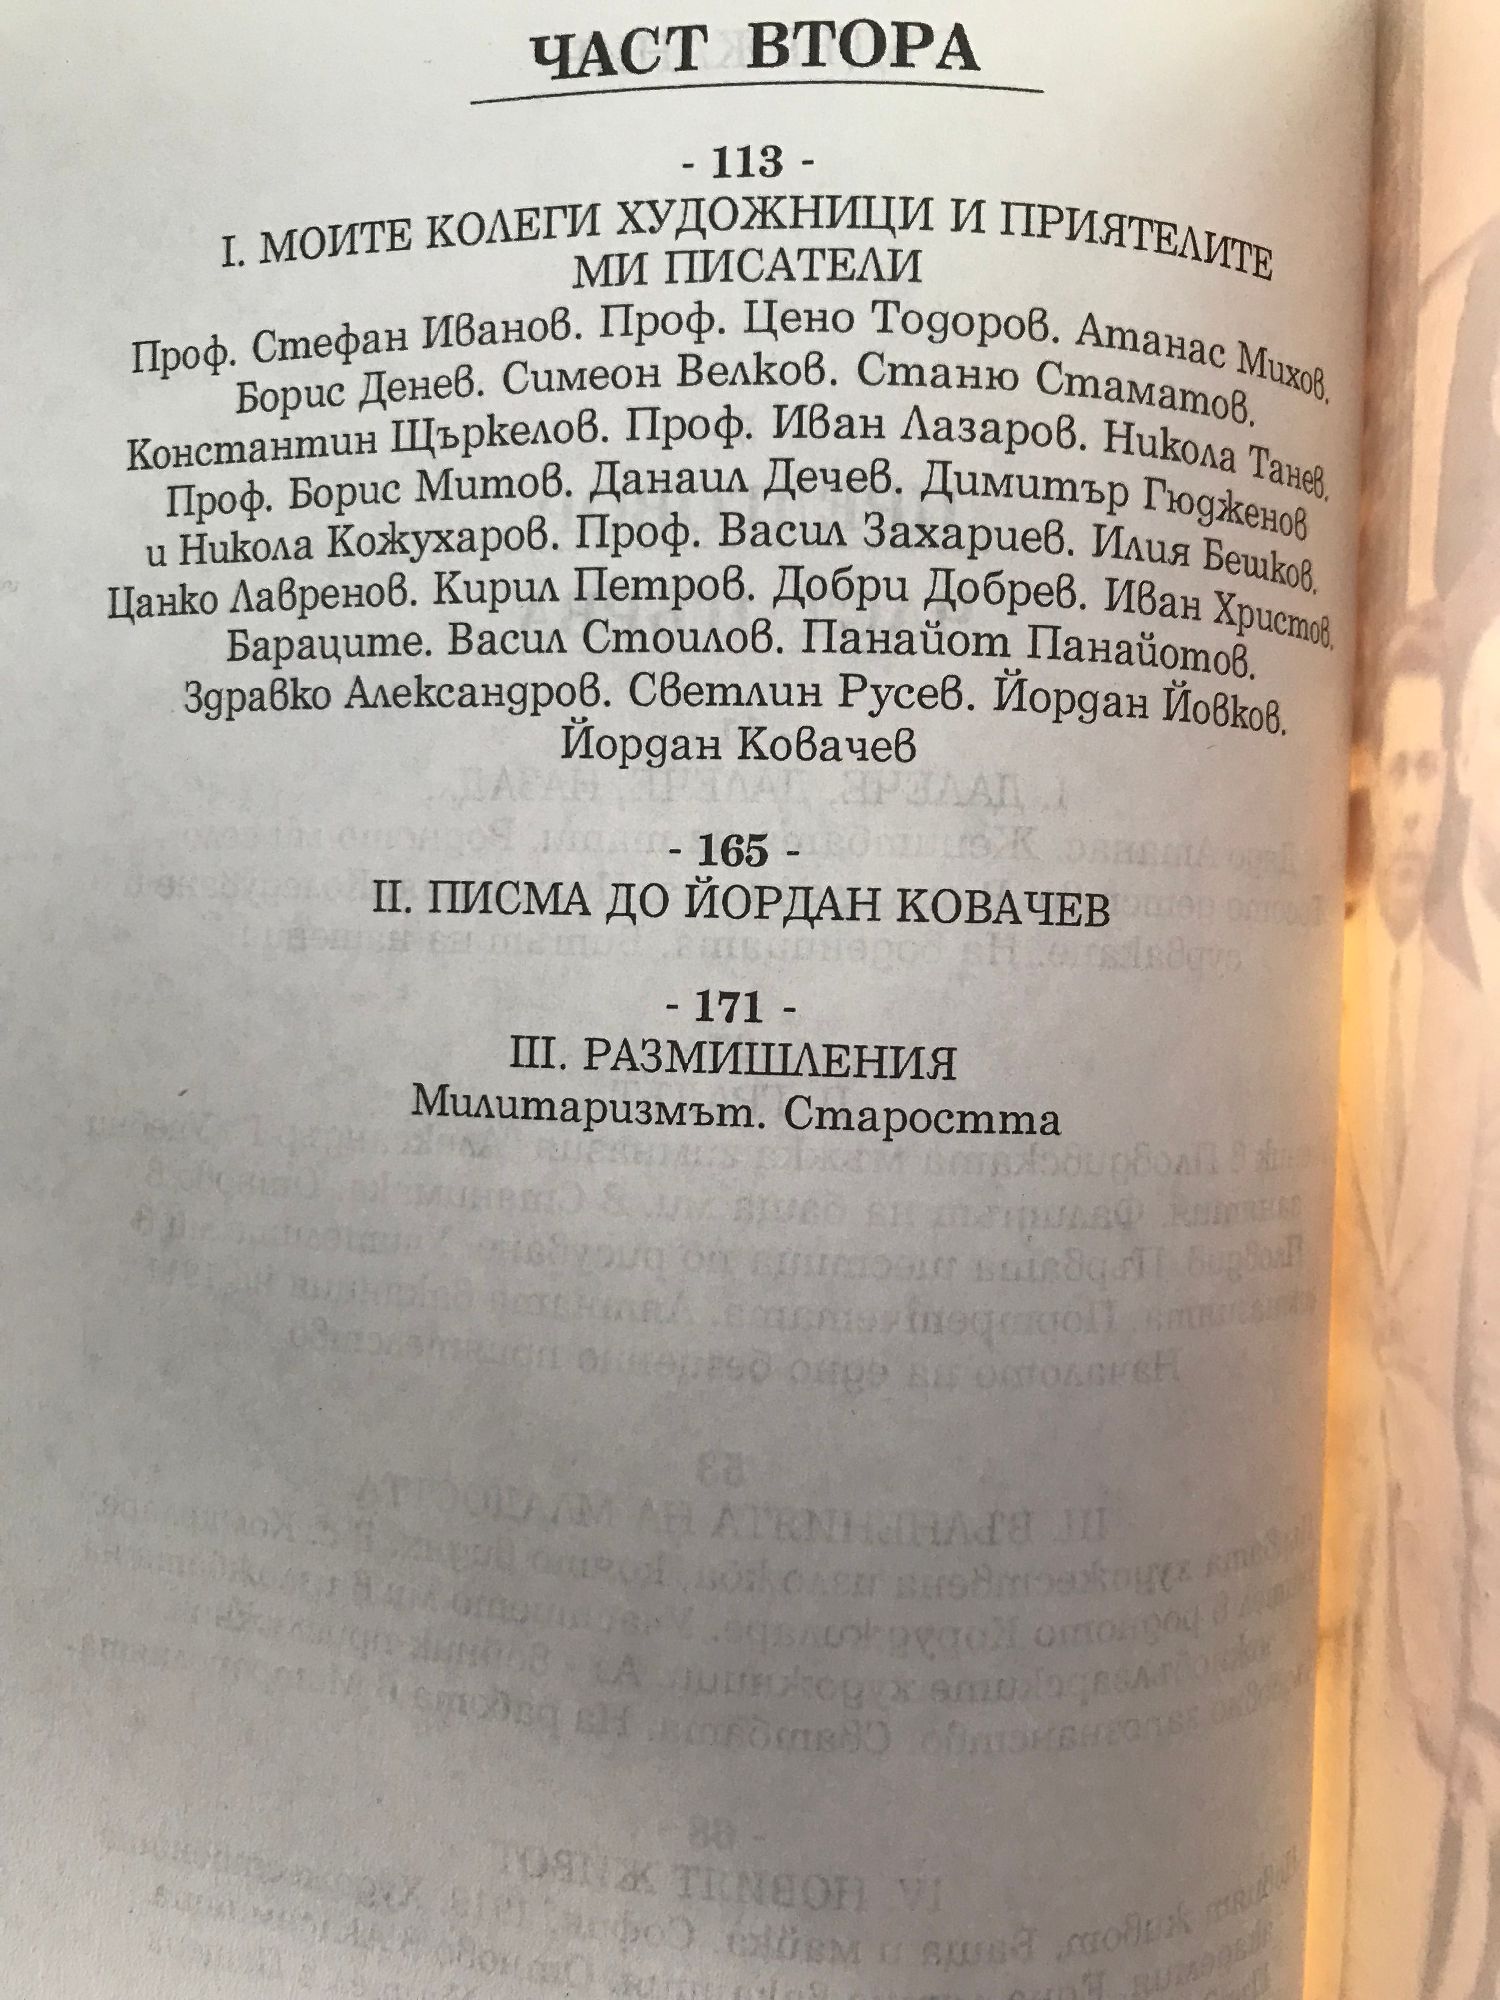 ЧАСТ ВТОРА
- 113 -
I. МОИТЕ КОЛЕГИ ХУДОЖНИЦИ И ПРИЯТЕЛИТЕ
МИ ПИСАТЕЛИ
Проф. Стефан Иванов. Проф. Цено Тодоров. Атанас Михов.
Борис Денев. Симеон Велков. Станю Стаматов.
Константин Щъркелов. Проф. Иван Лазаров. Никола Танев.
Проф. Борис Митов. Данаил Дечев. Димитър Гюдженов
и Никола Кожухаров. Проф. Васил Захариев. Илия Бешков.
Цанко Лавренов. Кирил Петров. Добри Добрев. Иван Христов.
Бараците. Васил Стоилов. Панайот Панайотов.
Здравко Александров. Светлин Русев. Йордан Йовков.
Йордан Ковачев
- 165 -
II. ПИСМА ДО ЙОРДАН КОВАЧЕВ
- 171 -
III. РАЗМИШЛЕНИЯ
Милитаризмът. Старостта